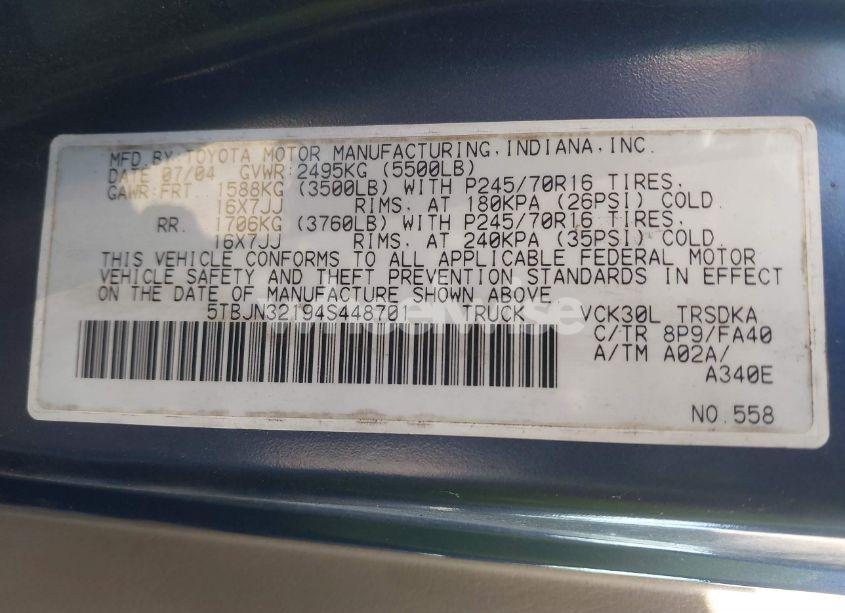 MFD.BY:TOYOTA MOTOR MANUFACTURING,INDIANA,INC.
DATE 07/04 GVWR:2495KG (5500LB)
GAWR:FRT. 1588KG (3500LB) WITH P245/70R16 TIRES,
16X7JJ RIMS, AT 180KPA (26PSI) COLD.
RR. 1706KG (3760LB) WITH P245/70R16 TIRES,
16X7JJ RIMS, AT 240KPA (35PSI) COLD.
THIS VEHICLE CONFORMS TO ALL APPLICABLE FEDERAL MOTOR
VEHICLE SAFETY AND THEFT PREVENTION STANDARDS IN EFFECT
ON THE DATE OF MANUFACTURE SHOWN ABOVE
5TBJN32194S448701 TRUCK VCK30L TRSDKA
C/TR 8P9/FA40
A/TM A02A/
A340E
NO.558